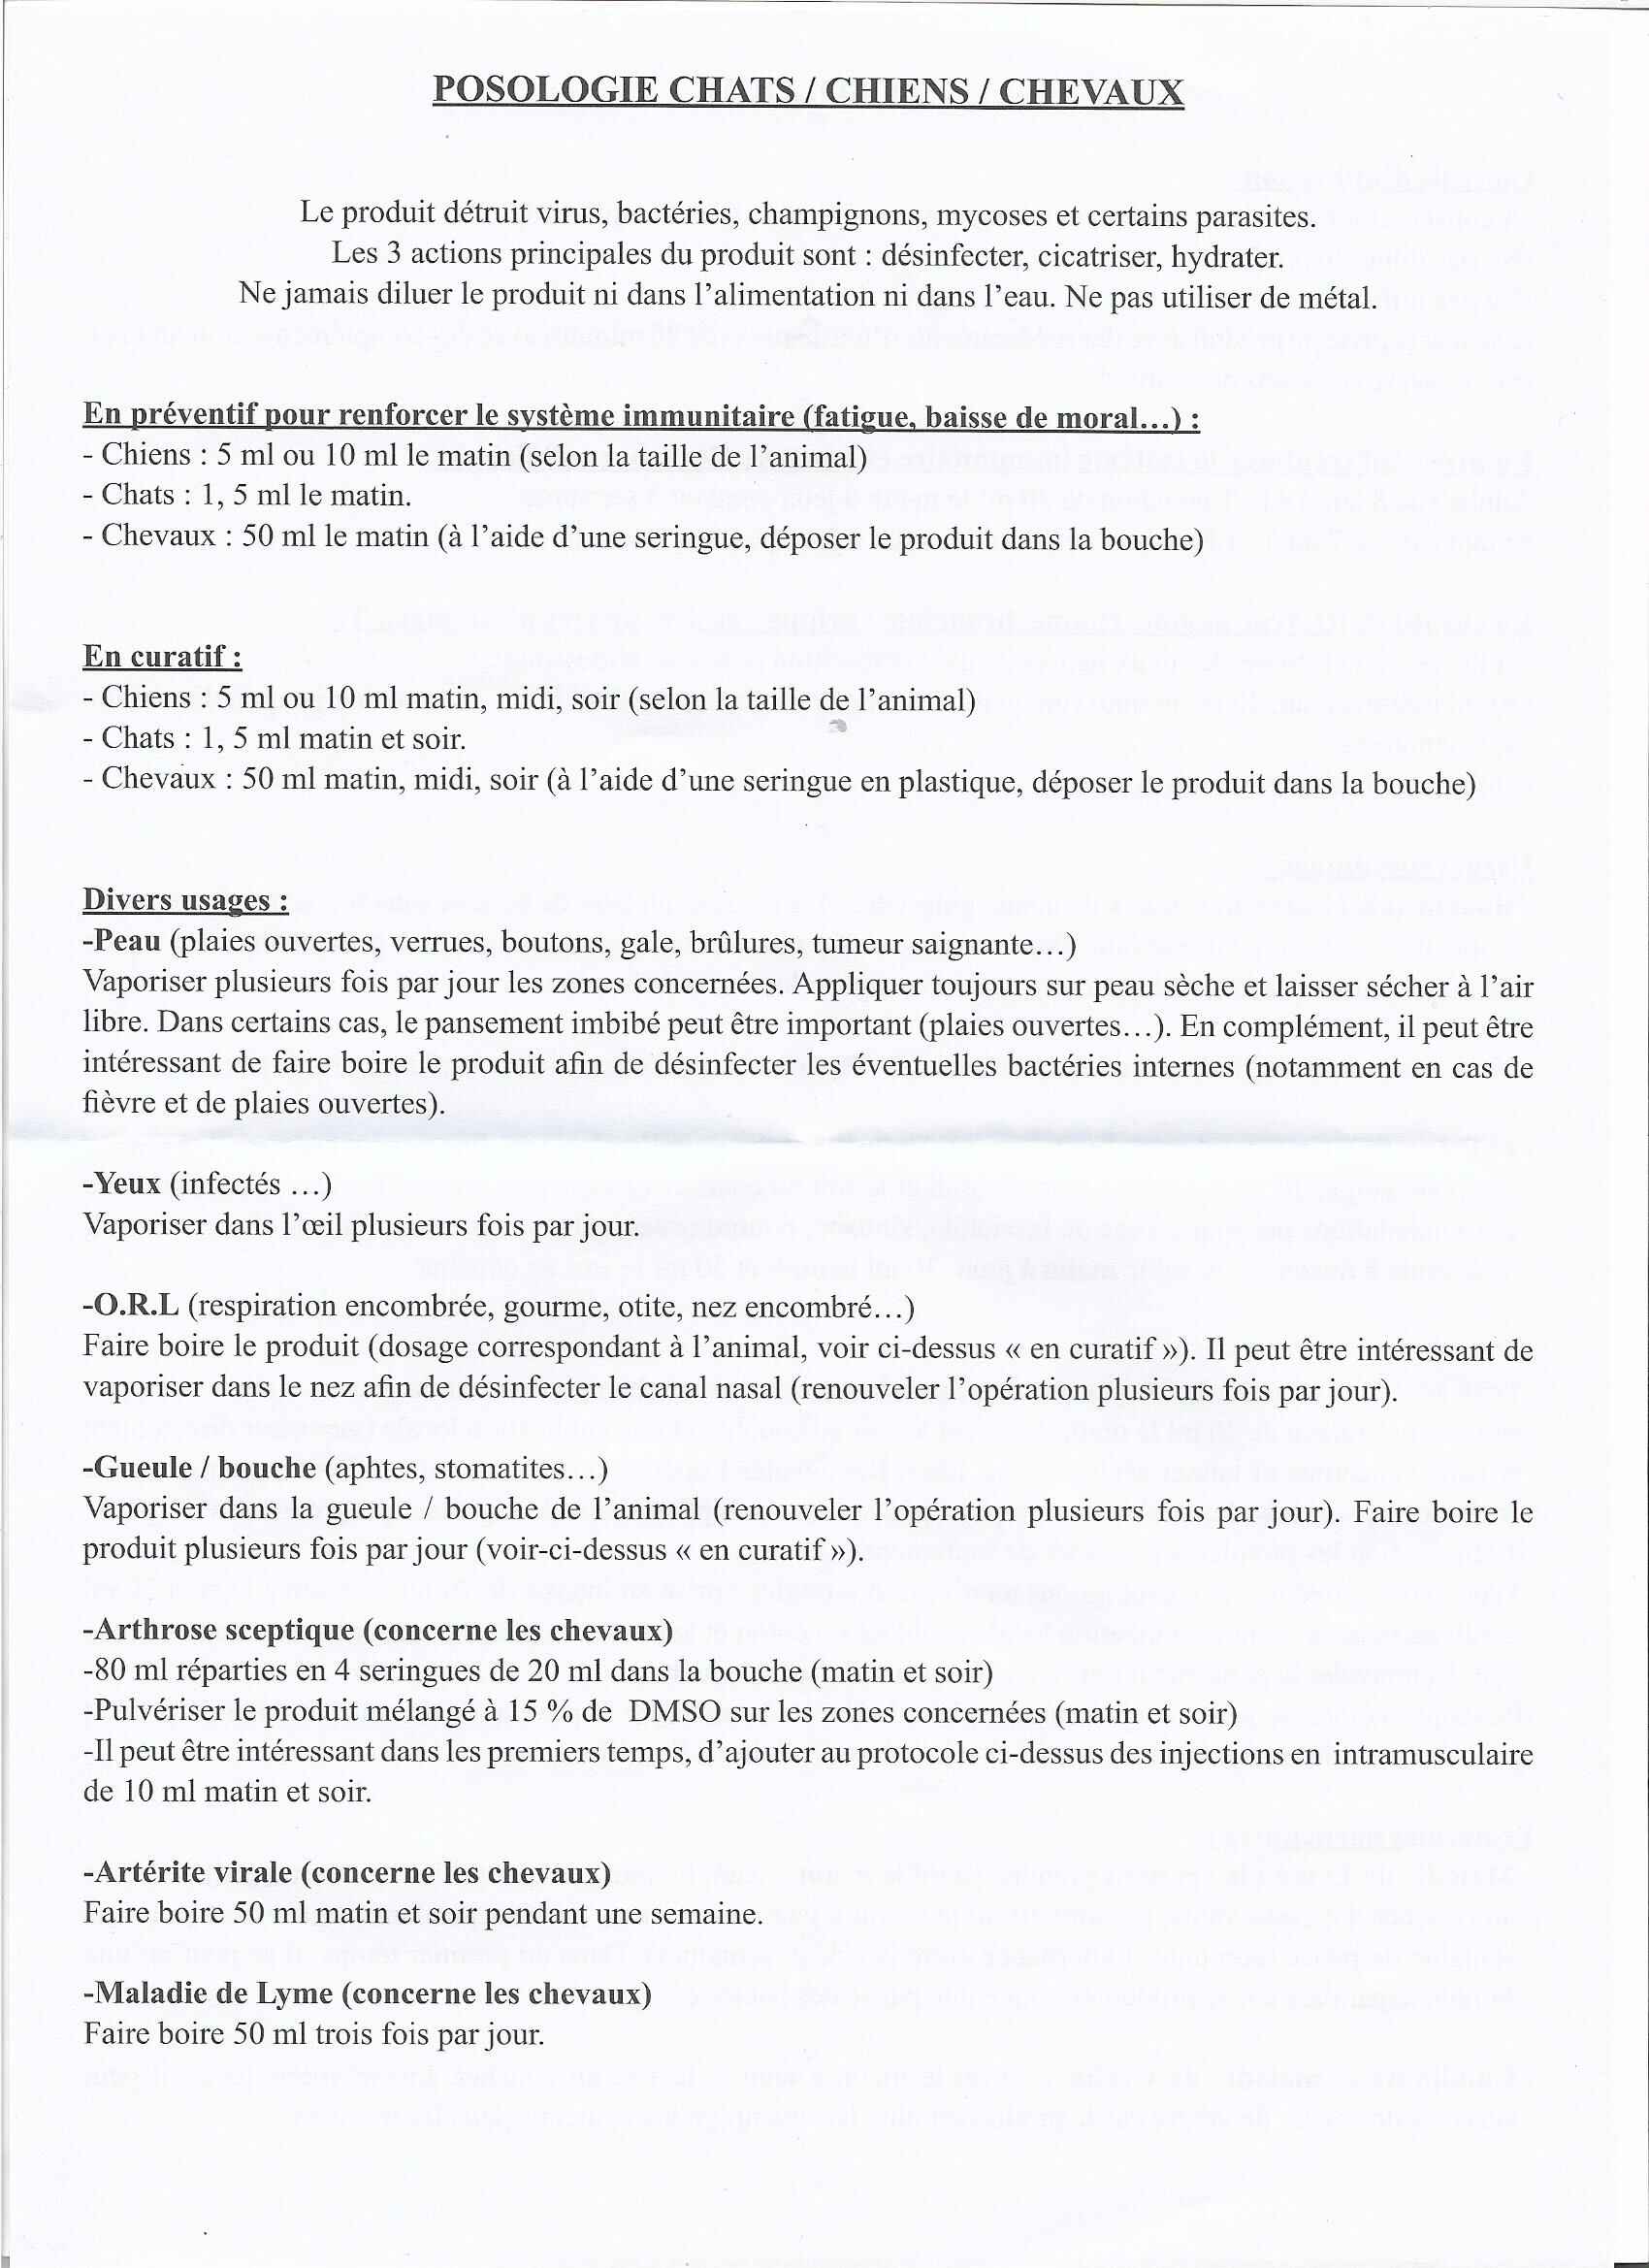 POSOLOGIE CHATS / CHIENS / CHEVAUX
Le produit détruit virus, bactéries, champignons, mycoses et certains parasites.
Les 3 actions principales du produit sont : désinfecter, cicatriser, hydrater.
Ne jamais diluer le produit ni dans l’alimentation ni dans l’eau. Ne pas utiliser de métal.
En préventif pour renforcer le système immunitaire (fatigue, baisse de moral…) :
- Chiens : 5 ml ou 10 ml le matin (selon la taille de l’animal)
- Chats : 1, 5 ml le matin.
- Chevaux : 50 ml le matin (à l’aide d’une seringue, déposer le produit dans la bouche)
En curatif :
- Chiens : 5 ml ou 10 ml matin, midi, soir (selon la taille de l’animal)
- Chats : 1, 5 ml matin et soir.
- Chevaux : 50 ml matin, midi, soir (à l’aide d’une seringue en plastique, déposer le produit dans la bouche)
Divers usages :
-Peau (plaies ouvertes, verrues, boutons, gale, brûlures, tumeur saignante…)
Vaporiser plusieurs fois par jour les zones concernées. Appliquer toujours sur peau sèche et laisser sécher à l’air
libre. Dans certains cas, le pansement imbibé peut être important (plaies ouvertes…). En complément, il peut être
intéressant de faire boire le produit afin de désinfecter les éventuelles bactéries internes (notamment en cas de
fièvre et de plaies ouvertes).
-Yeux (infectés …)
Vaporiser dans l’œil plusieurs fois par jour.
-O.R.L (respiration encombrée, gourme, otite, nez encombré…)
Faire boire le produit (dosage correspondant à l’animal, voir ci-dessus « en curatif »). Il peut être intéressant de
vaporiser dans le nez afin de désinfecter le canal nasal (renouveler l’opération plusieurs fois par jour).
-Gueule / bouche (aphtes, stomatites…)
Vaporiser dans la gueule / bouche de l’animal (renouveler l’opération plusieurs fois par jour). Faire boire le
produit plusieurs fois par jour (voir-ci-dessus « en curatif »).
-Arthrose sceptique (concerne les chevaux)
-80 ml réparties en 4 seringues de 20 ml dans la bouche (matin et soir)
-Pulvériser le produit mélangé à 15 % de DMSO sur les zones concernées (matin et soir)
-Il peut être intéressant dans les premiers temps, d’ajouter au protocole ci-dessus des injections en intramusculaire
de 10 ml matin et soir.
-Artérite virale (concerne les chevaux)
Faire boire 50 ml matin et soir pendant une semaine.
-Maladie de Lyme (concerne les chevaux)
Faire boire 50 ml trois fois par jour.